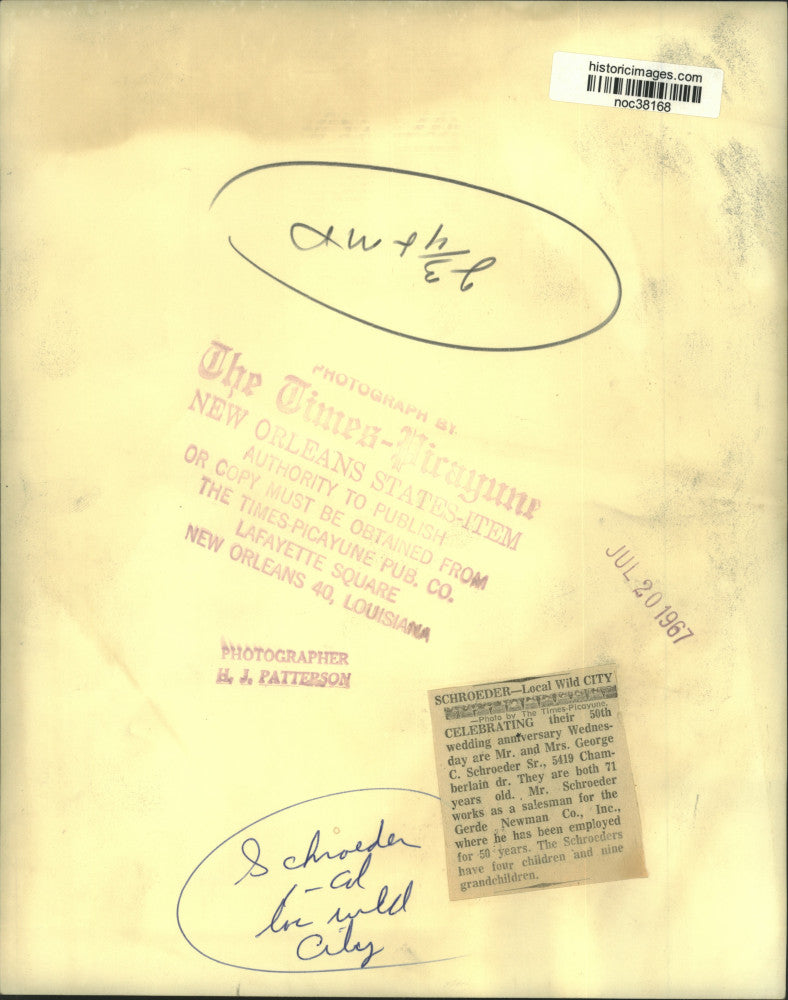 historicimages.com
noc38168
2 3/4 x
PHOTOGRAPH BY
The Times-Picayune
NEW ORLEANS STATES-ITEM
AUTHORITY TO PUBLISH
OR COPY MUST BE OBTAINED FROM
THE TIMES-PICAYUNE PUB. CO.
LAFAYETTE SQUARE
NEW ORLEANS 40, LOUISIANA
JUL 20 1967
PHOTOGRAPHER
H. J. PATTERSON
SCHROEDER—Local Wild CITY
—Photo by The Times-Picayune.
CELEBRATING their 50th
wedding anniversary Wednes-
day are Mr. and Mrs. George
C. Schroeder Sr., 5419 Cham-
berlain dr. They are both 71
years old. Mr. Schroeder
works as a salesman for the
Gerde Newman Co., Inc.,
where he has been employed
for 50 years. The Schroeders
have four children and nine
grandchildren.
Schroeder
loc wild
City